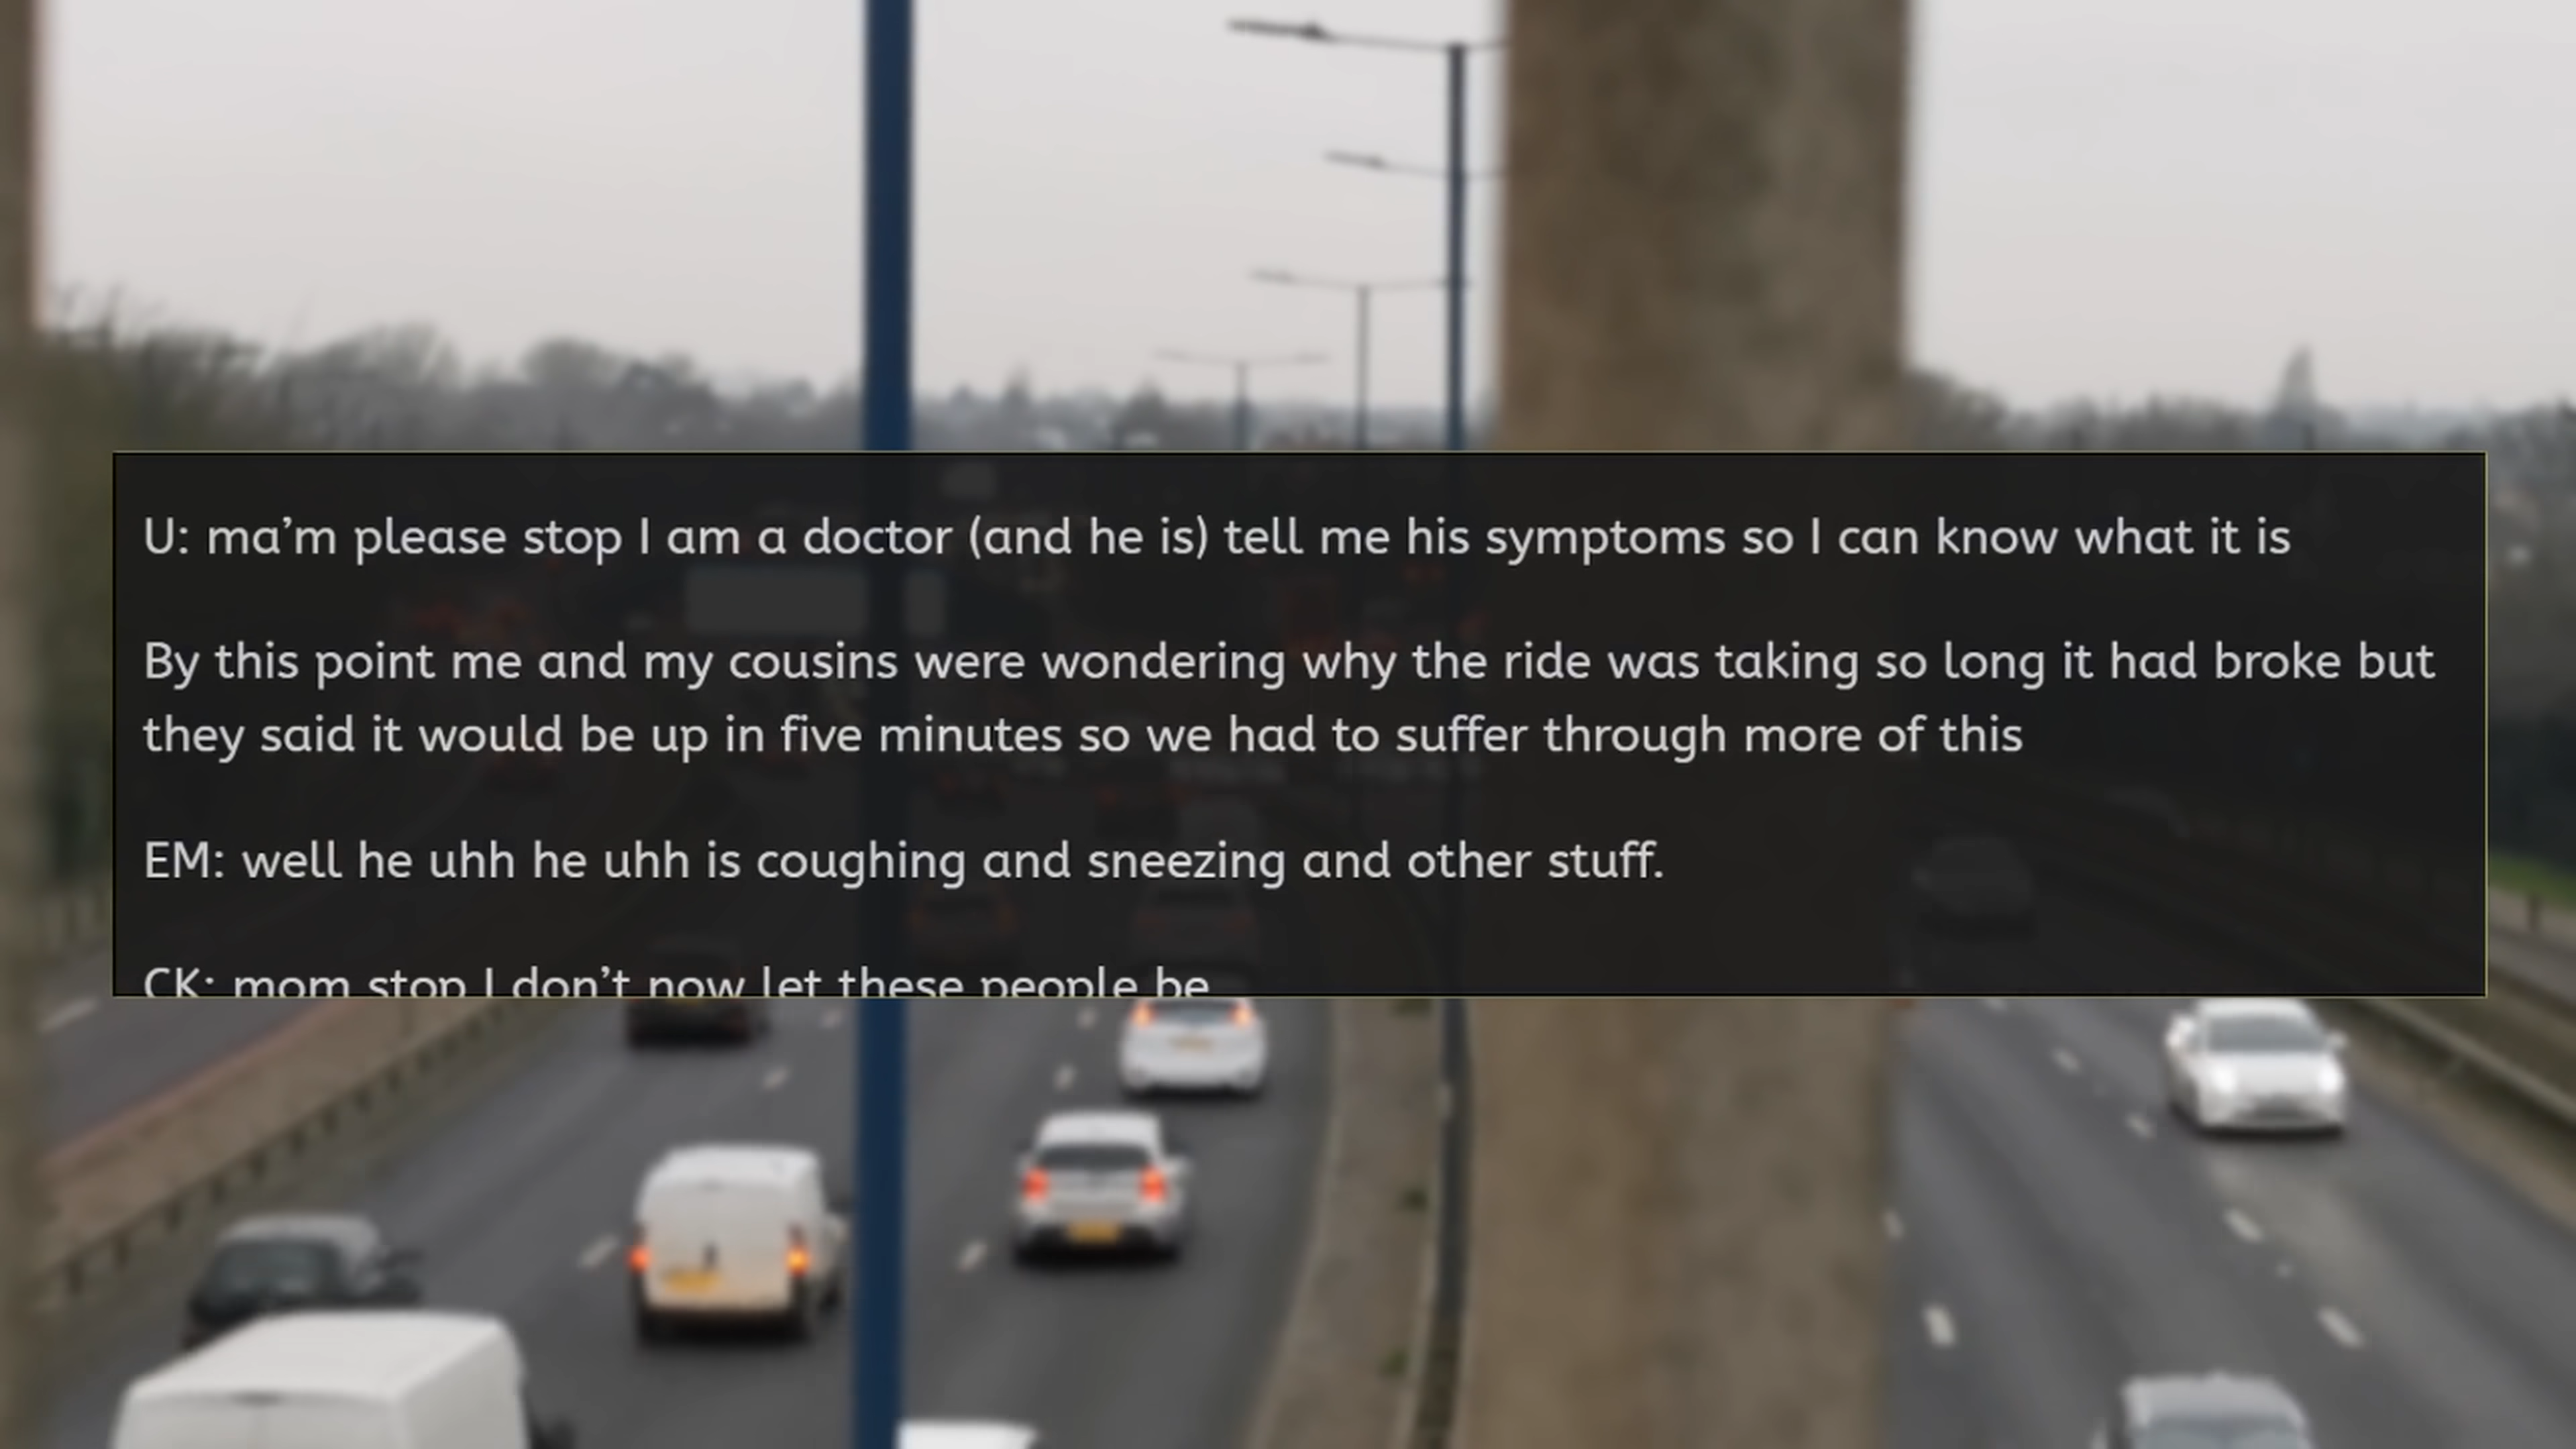 U: ma’m please stop I am a doctor (and he is) tell me his symptoms so I can know what it is
By this point me and my cousins were wondering why the ride was taking so long it had broke but
they said it would be up in five minutes so we had to suffer through more of this
EM: well he uhh he uhh is coughing and sneezing and other stuff.
CK: mom stop I don’t now let these people be